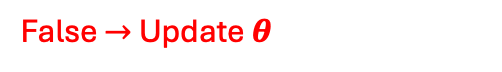 False → Update 𝜽